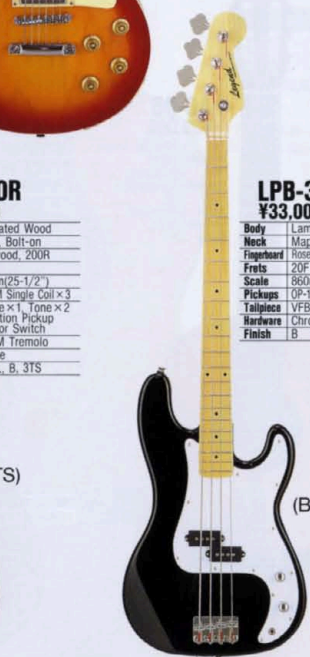 Legend
0R
ated Wood
, Bolt-on
ood, 200R
n(25-1/2")
Single Coil×3
e×1, Tone×2
tion Pickup
or Switch
M Tremolo
e
, B, 3TS
TS)
LPB-3
¥33,00
Body Lam
Neck Map
Fingerboard Rose
Frets 20F
Scale 860
Pickups OP-1
Tailpiece VFB
Hardware Chro
Finish B
(B